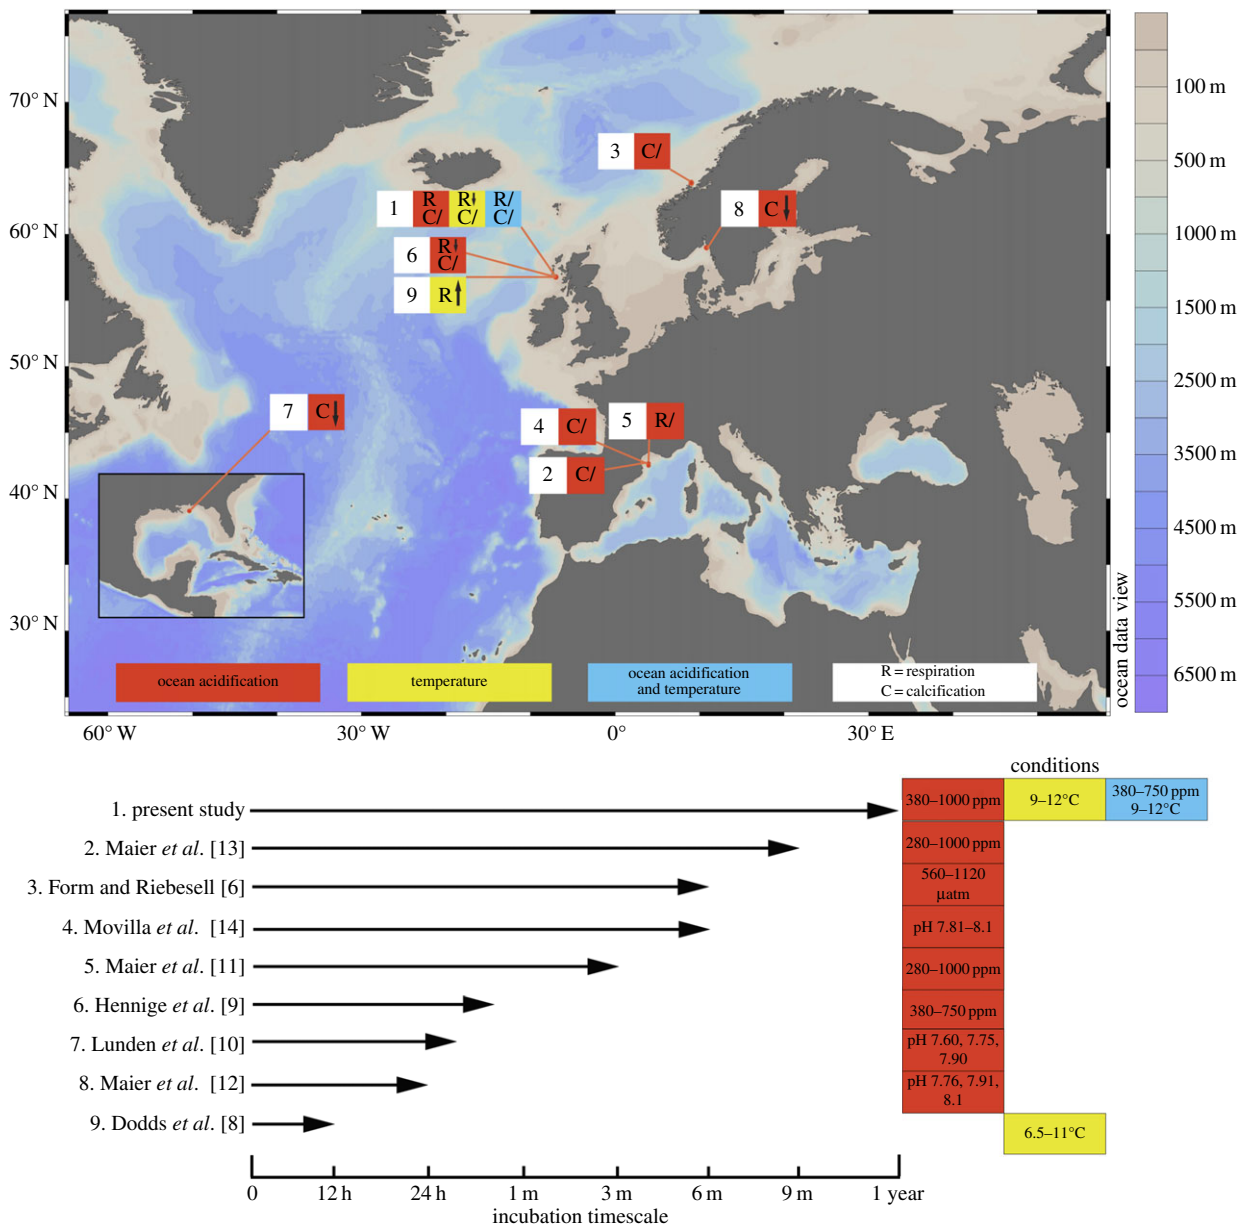 70° N
60° N
50° N
40° N
30° N
3 C/
1 R C/ R C/ R/ C/
8 C
6 R C/
9 R
7 C
4 C/
5 R/
2 C/
ocean acidification
temperature
ocean acidification
and temperature
R = respiration
C = calcification
60° W
30° W
0°
30° E
100 m
500 m
1000 m
1500 m
2500 m
3500 m
4500 m
5500 m
6500 m
ocean data view
conditions
1. present study
380–1000 ppm
9–12°C
380–750 ppm
9–12°C
2. Maier et al. [13]
280–1000 ppm
3. Form and Riebesell [6]
560–1120
µatm
4. Movilla et al. [14]
pH 7.81–8.1
5. Maier et al. [11]
280–1000 ppm
6. Hennige et al. [9]
380–750 ppm
7. Lunden et al. [10]
pH 7.60, 7.75,
7.90
8. Maier et al. [12]
pH 7.76, 7.91,
8.1
9. Dodds et al. [8]
6.5–11°C
0
12 h
24 h
1 m
3 m
6 m
9 m
1 year
incubation timescale